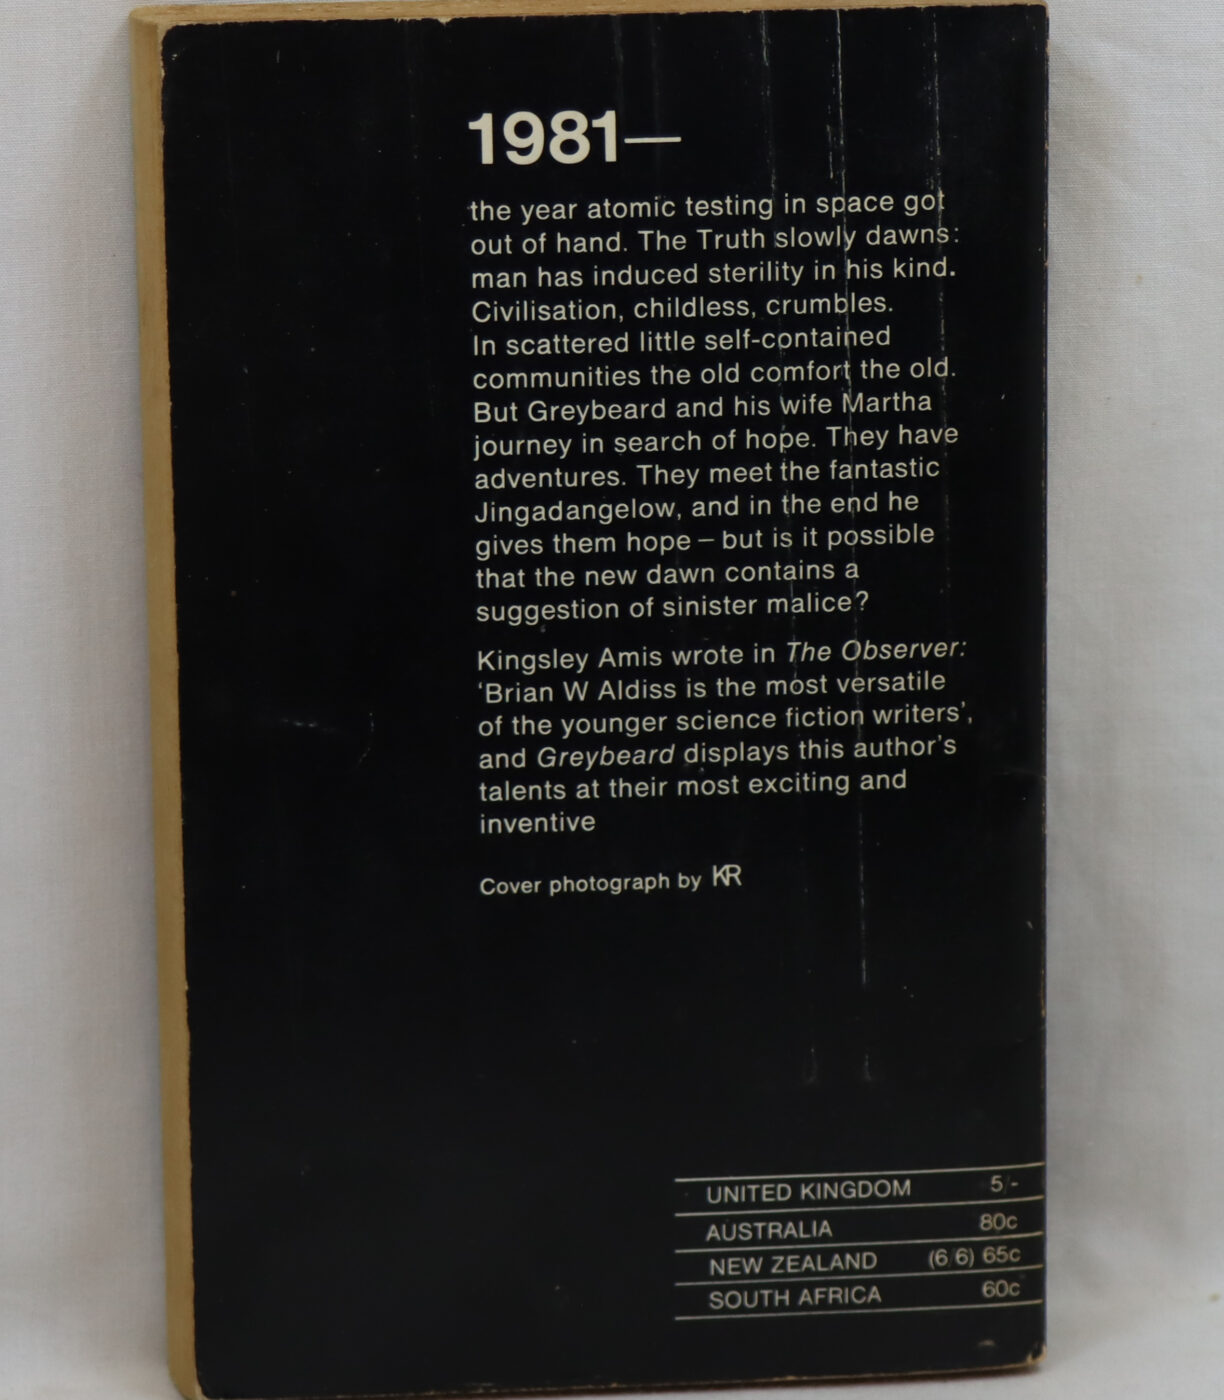 1981—
the year atomic testing in space got
out of hand. The Truth slowly dawns:
man has induced sterility in his kind.
Civilisation, childless, crumbles.
In scattered little self-contained
communities the old comfort the old.
But Greybeard and his wife Martha
journey in search of hope. They have
adventures. They meet the fantastic
Jingadangelow, and in the end he
gives them hope – but is it possible
that the new dawn contains a
suggestion of sinister malice?
Kingsley Amis wrote in The Observer:
‘Brian W Aldiss is the most versatile
of the younger science fiction writers’,
and Greybeard displays this author’s
talents at their most exciting and
inventive
Cover photograph by KR
UNITED KINGDOM 5/-
AUSTRALIA 80c
NEW ZEALAND (6/6) 65c
SOUTH AFRICA 60c